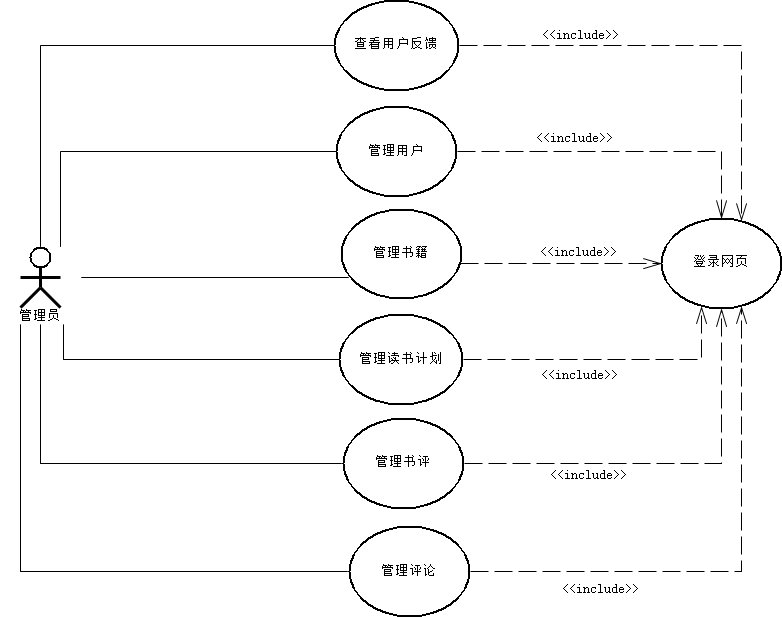 查看用户反馈
<<include>>
管理用户
<<include>>
管理书籍
<<include>>
登录网页
管理员
管理读书计划
<<include>>
管理书评
<<include>>
管理评论
<<include>>